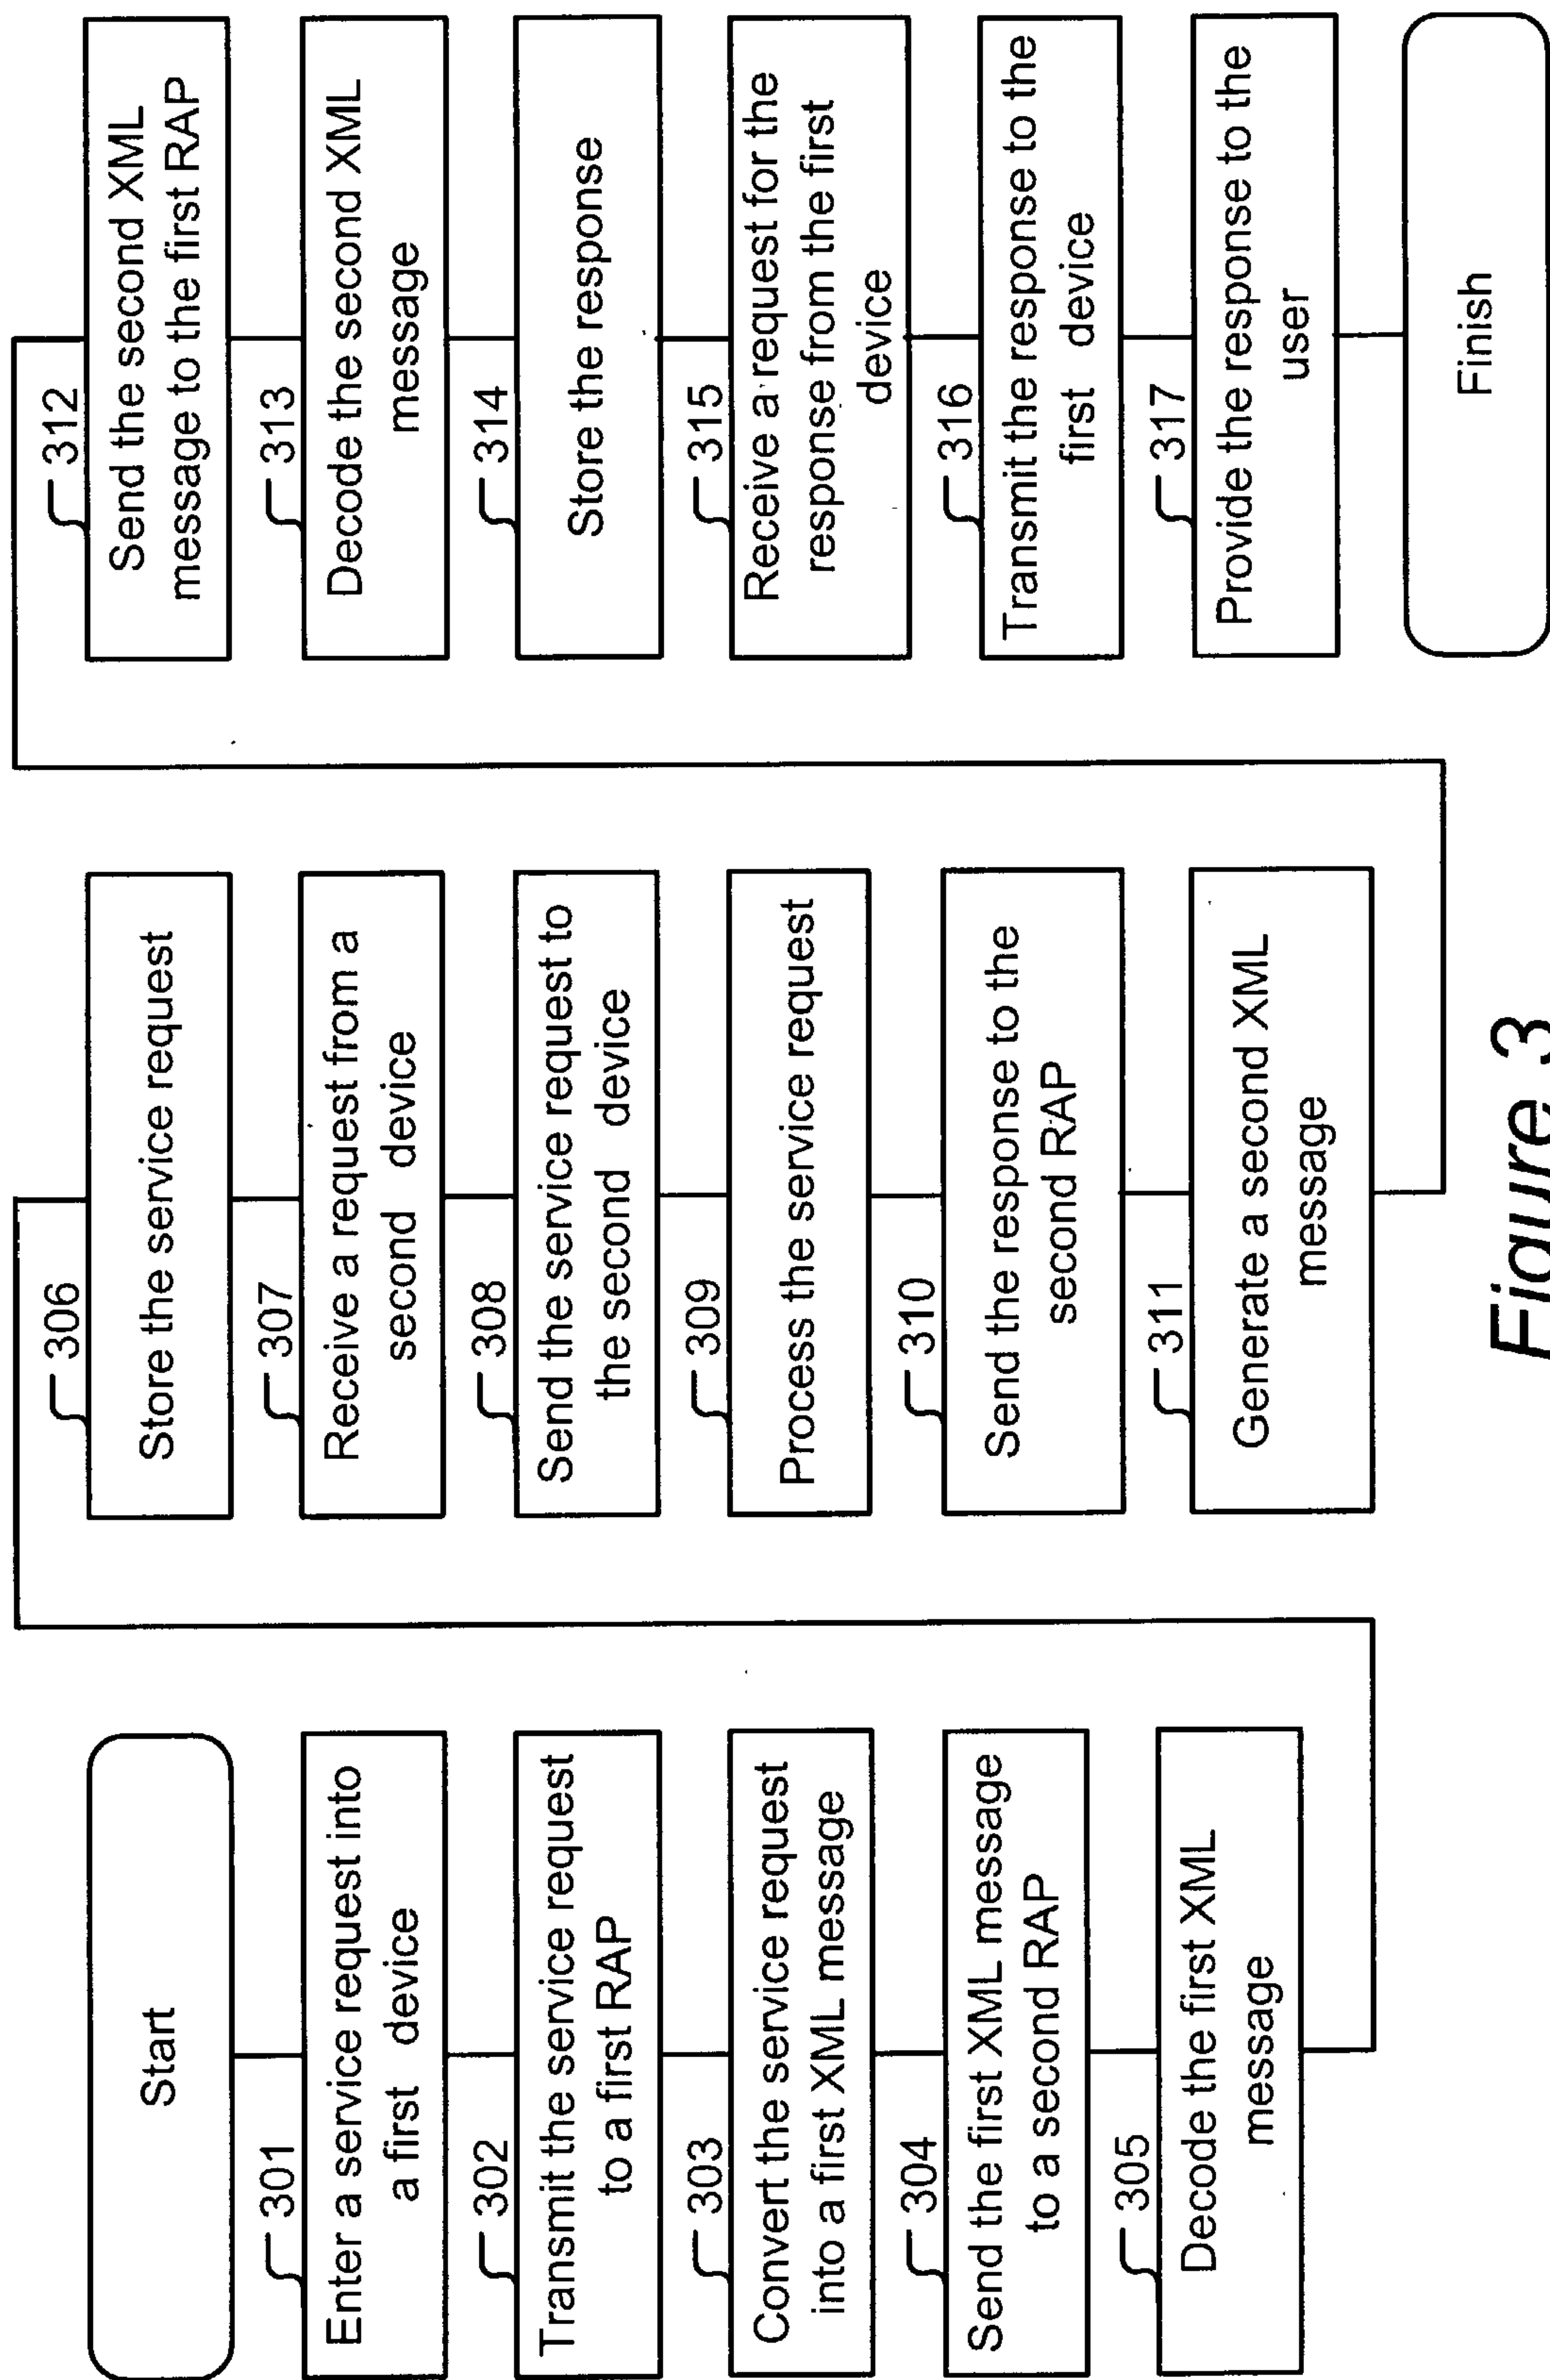 Start
301
Enter a service request into
a first device
302
Transmit the service request
to a first RAP
303
Convert the service request
into a first XML message
304
Send the first XML message
to a second RAP
305
Decode the first XML
message
306
Store the service request
307
Receive a request from a
second device
308
Send the service request to
the second device
309
Process the service request
310
Send the response to the
second RAP
311
Generate a second XML
message
312
Send the second XML
message to the first RAP
313
Decode the second XML
message
314
Store the response
315
Receive a request for the
response from the first
device
316
Transmit the response to the
first device
317
Provide the response to the
user
Finish
Figure 3